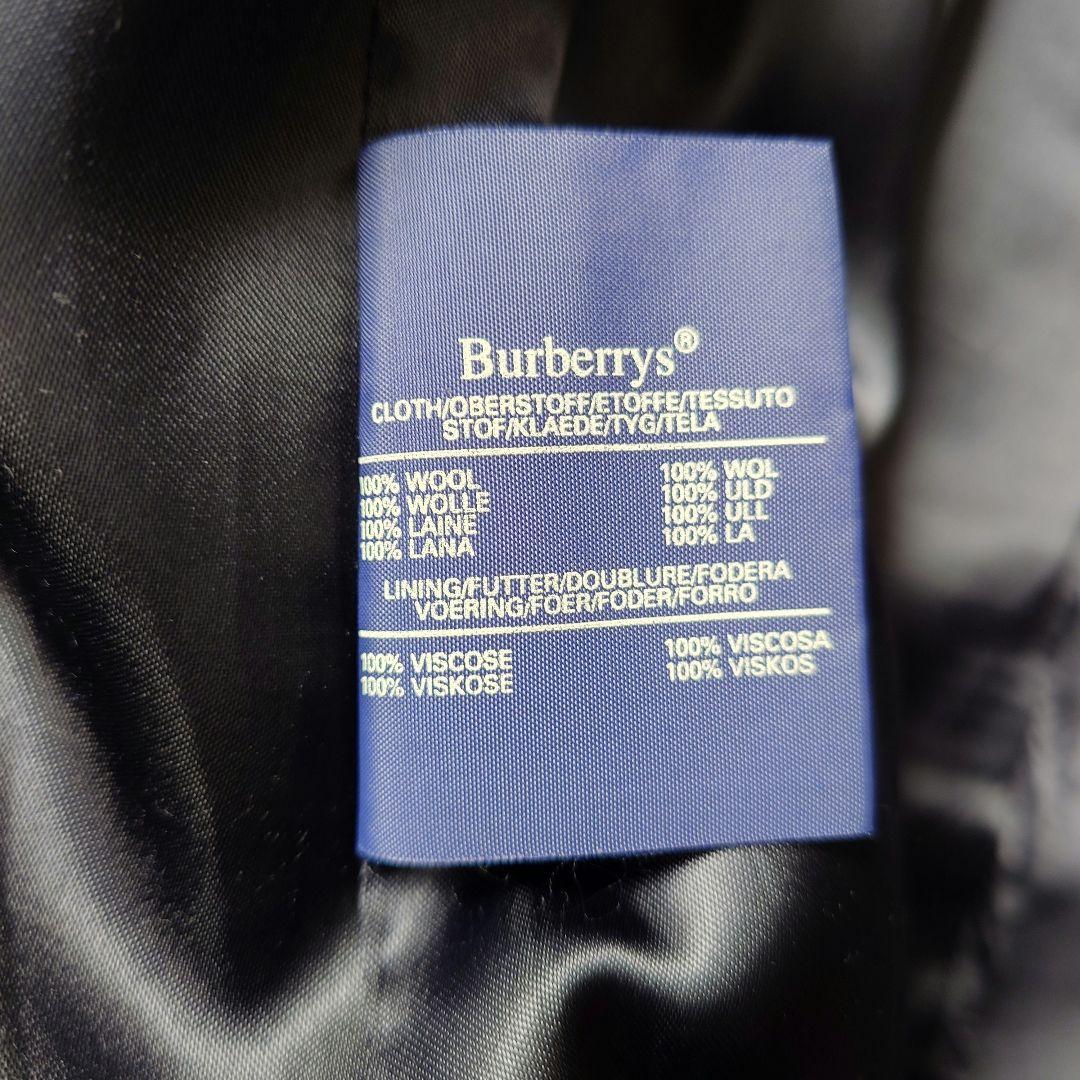 Burberrys®
CLOTH/OBERSTOFF/ETOFFE/TESSUTO
STOF/KLAEDE/TYG/TELA
100% WOOL 100% WOL
100% WOLLE 100% ULD
100% LAINE 100% ULL
100% LANA 100% LA
LINING/FUTTER/DOUBLURE/FODERA
VOERING/FOER/FODER/FORRO
100% VISCOSE 100% VISCOSA
100% VISKOSE 100% VISKOS